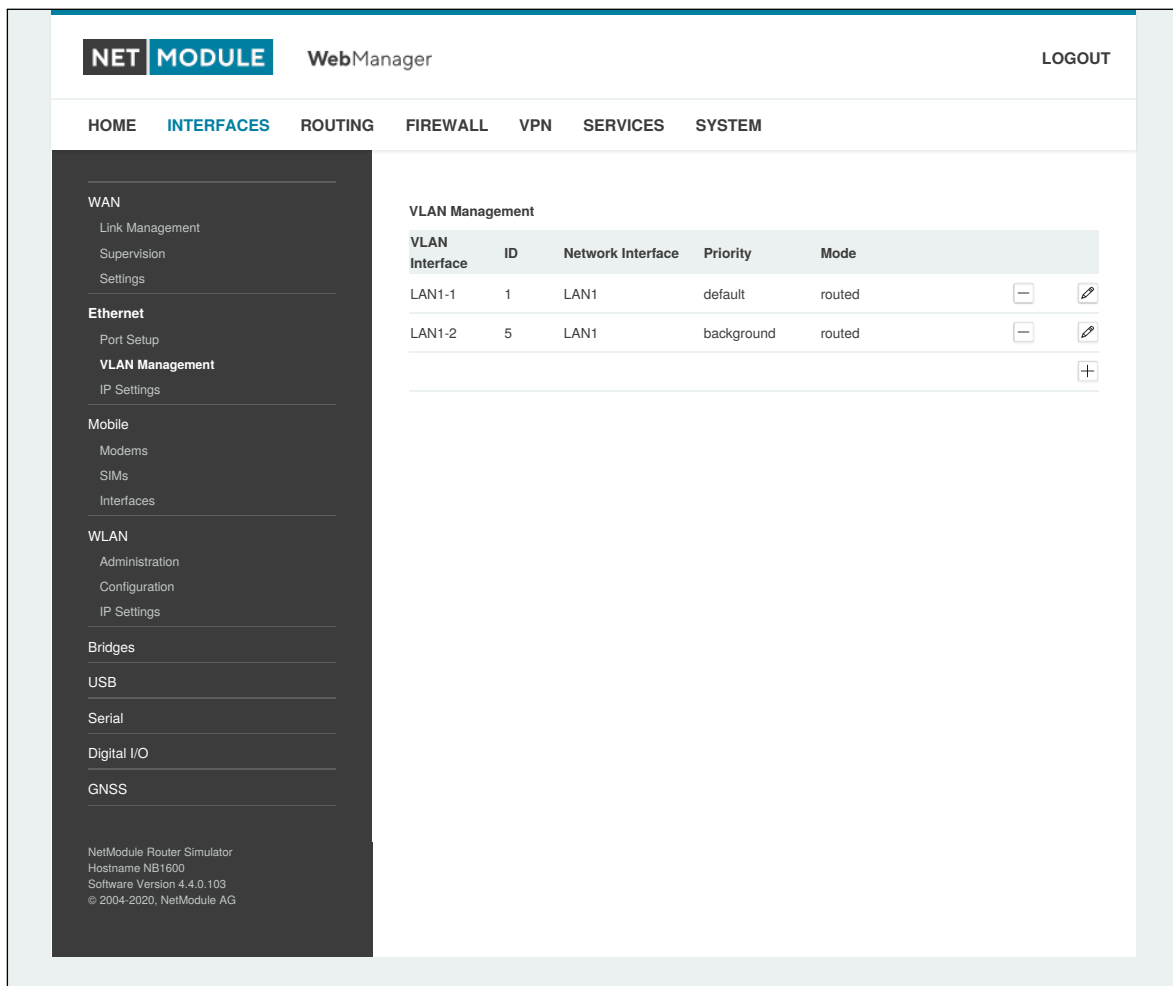 NET MODULE WebManager LOGOUT
HOME INTERFACES ROUTING FIREWALL VPN SERVICES SYSTEM
WAN
Link Management
Supervision
Settings
Ethernet
Port Setup
VLAN Management
IP Settings
Mobile
Modems
SIMs
Interfaces
WLAN
Administration
Configuration
IP Settings
Bridges
USB
Serial
Digital I/O
GNSS
NetModule Router Simulator
Hostname NB1600
Software Version 4.4.0.103
© 2004-2020, NetModule AG
VLAN Management
VLAN Interface ID Network Interface Priority Mode
LAN1-1 1 LAN1 default routed
LAN1-2 5 LAN1 background routed